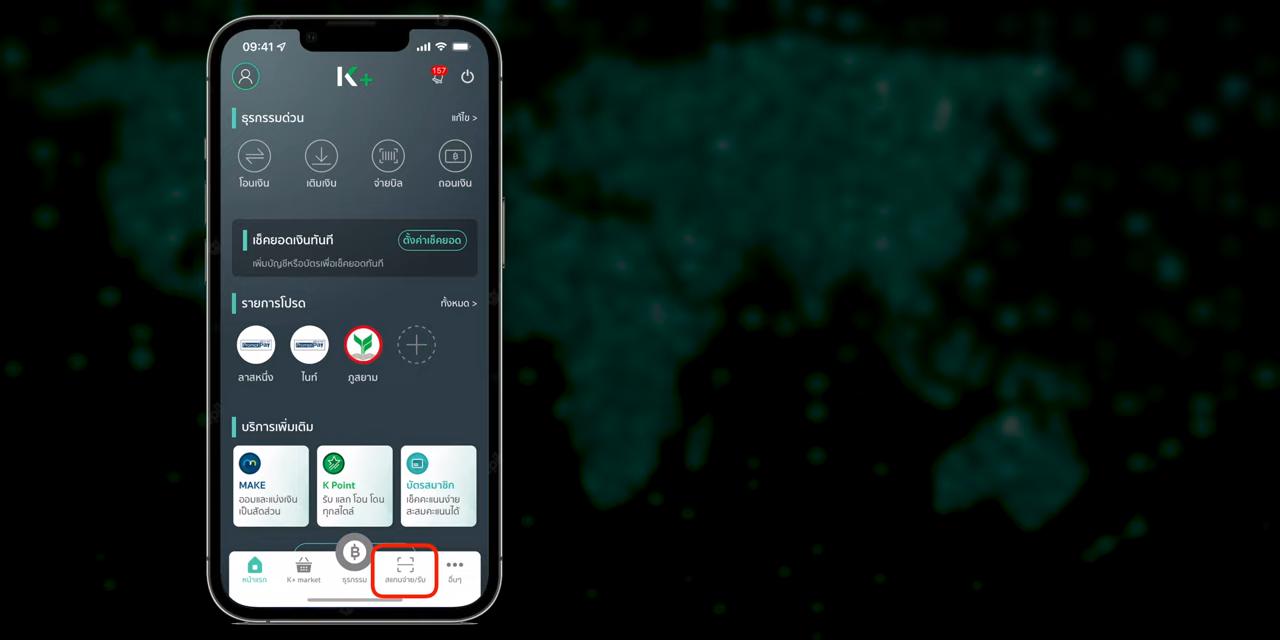 09:41
K+
157
ธุรกรรมด่วน
แก้ไข >
โอนเงิน
เติมเงิน
จ่ายบิล
ถอนเงิน
เช็คยอดเงินทันที
ตั้งค่าเช็คยอด
เพิ่มบัญชีหรือบัตรเพื่อเช็คยอดทันที
รายการโปรด
ทั้งหมด >
PromptPay
PromptPay
ลาสหนึ่ง
ไนท์
ภูสยาม
บริการเพิ่มเติม
MAKE
ออมและแบ่งเงิน
เป็นสัดส่วน
K Point
รับ แลก โอน โดน
ทุกสไตล์
บัตรสมาชิก
เช็คคะแนนง่าย
สะสมคะแนนได้
หน้าแรก
K+ market
ธุรกรรม
สแกนจ่าย/รับ
อื่นๆ